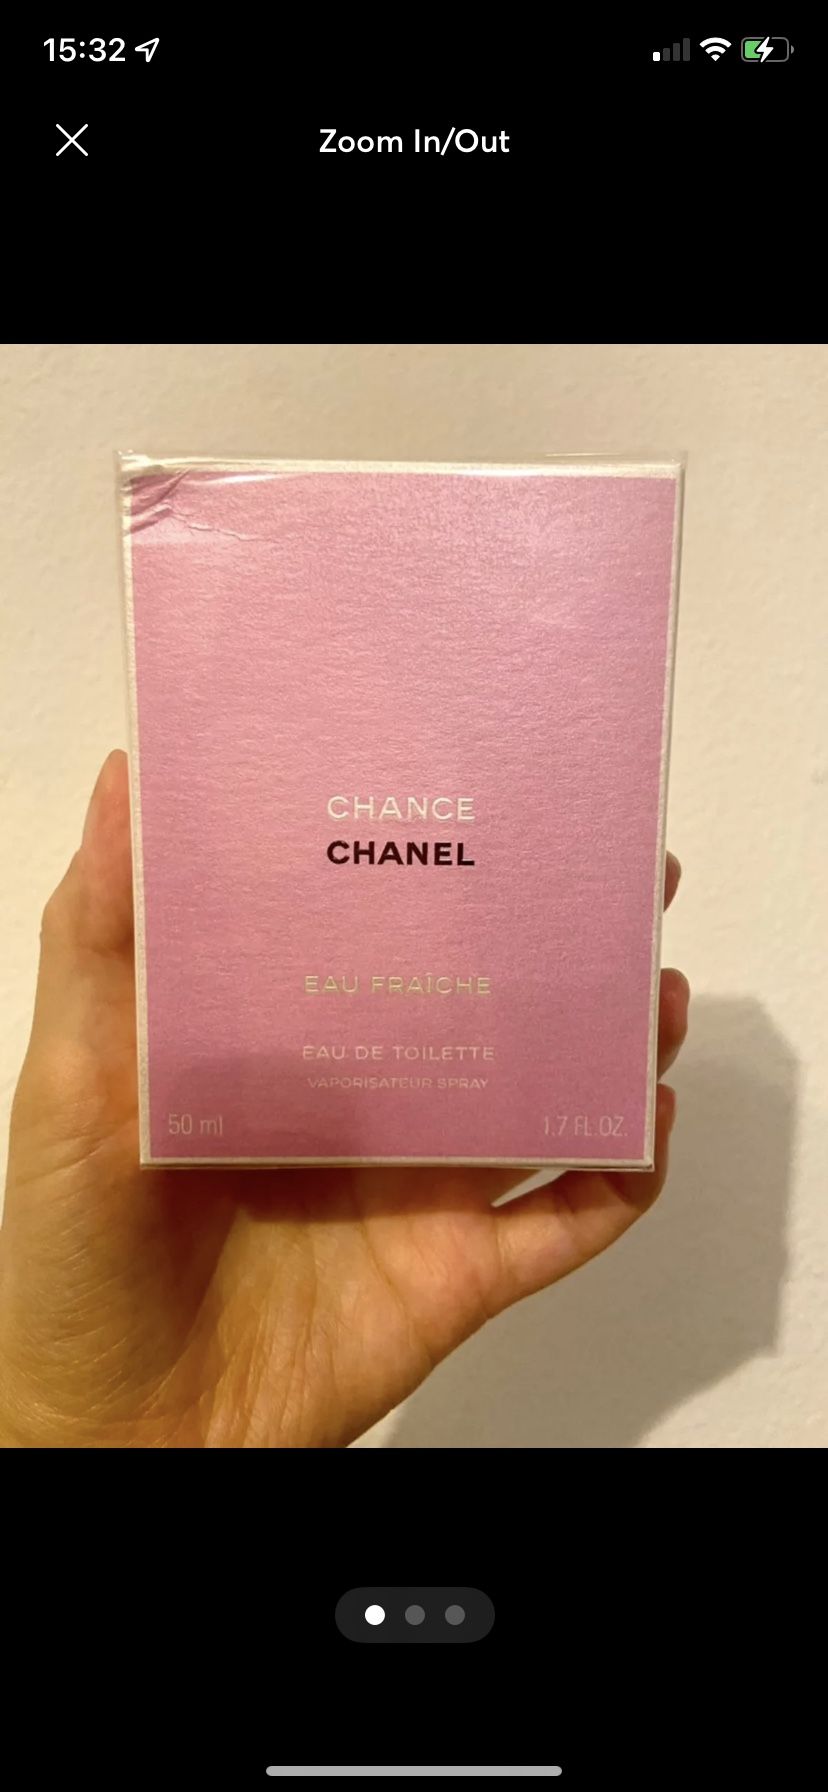 15:32
Zoom In/Out
CHANCE
CHANEL
EAU FRAÎCHE
EAU DE TOILETTE
VAPORISATEUR SPRAY
50 ml 1.7 FL.OZ.